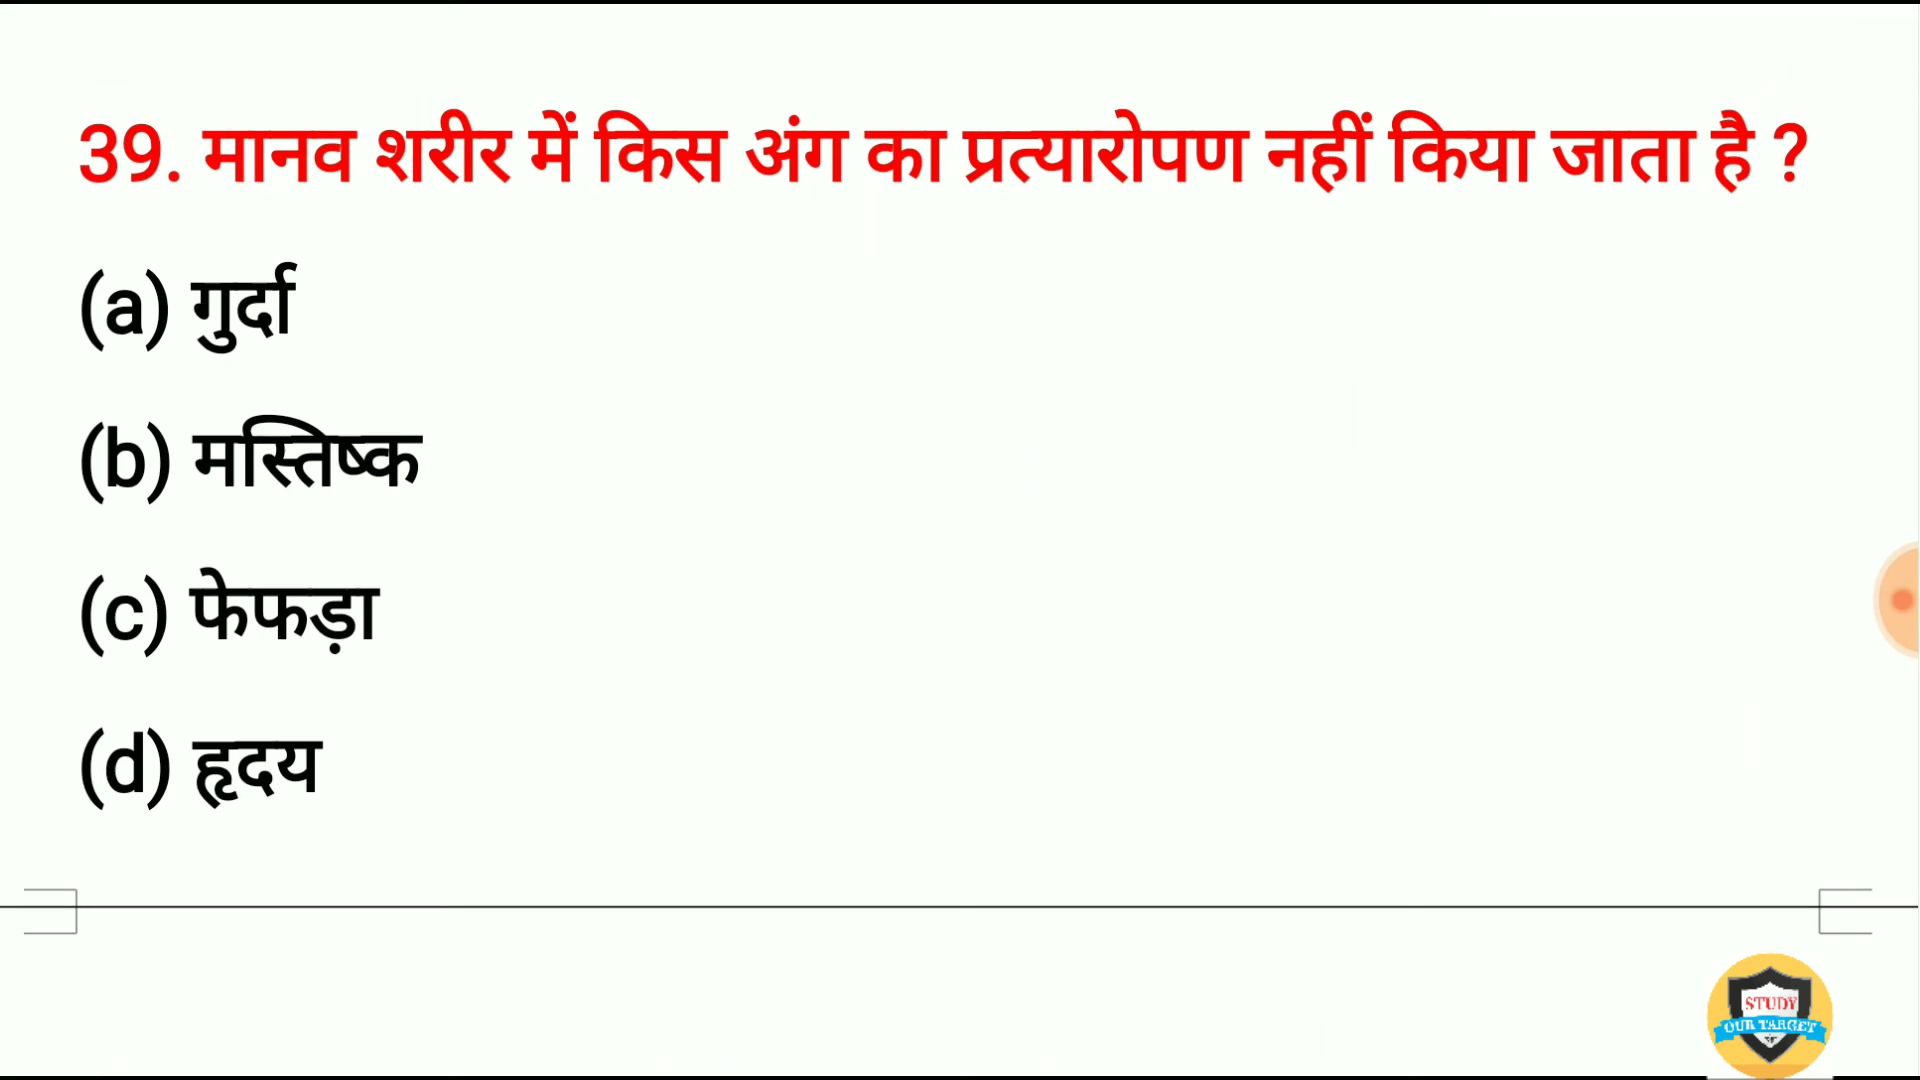 39. मानव शरीर में किस अंग का प्रत्यारोपण नहीं किया जाता है ?
(a) गुर्दा
(b) मस्तिष्क
(c) फेफड़ा
(d) हृदय
STUDY
OUR TARGET